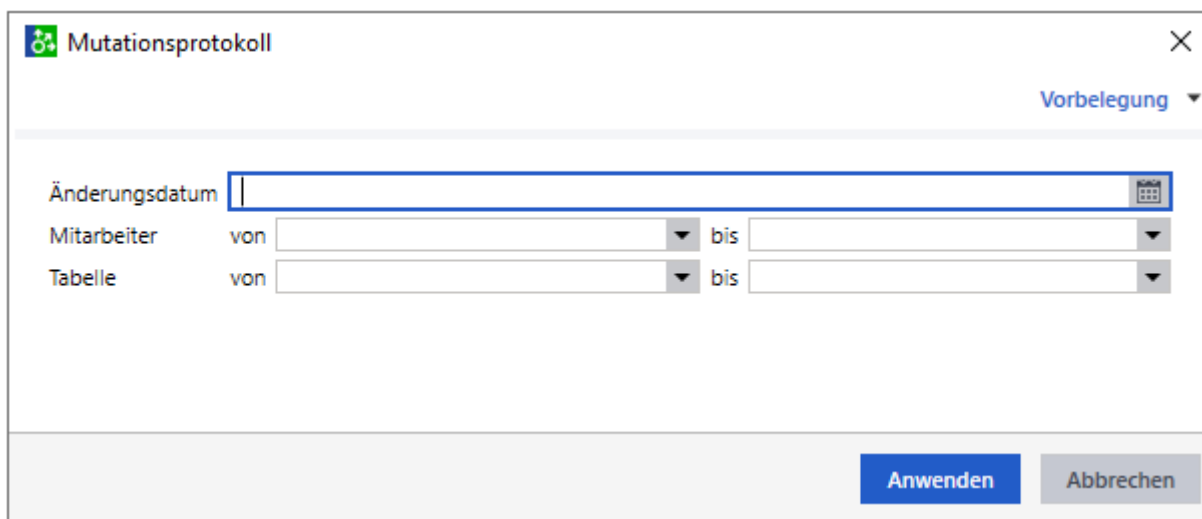 Mutationsprotokoll
Vorbelegung
Änderungsdatum
Mitarbeiter von bis
Tabelle von bis
Anwenden Abbrechen